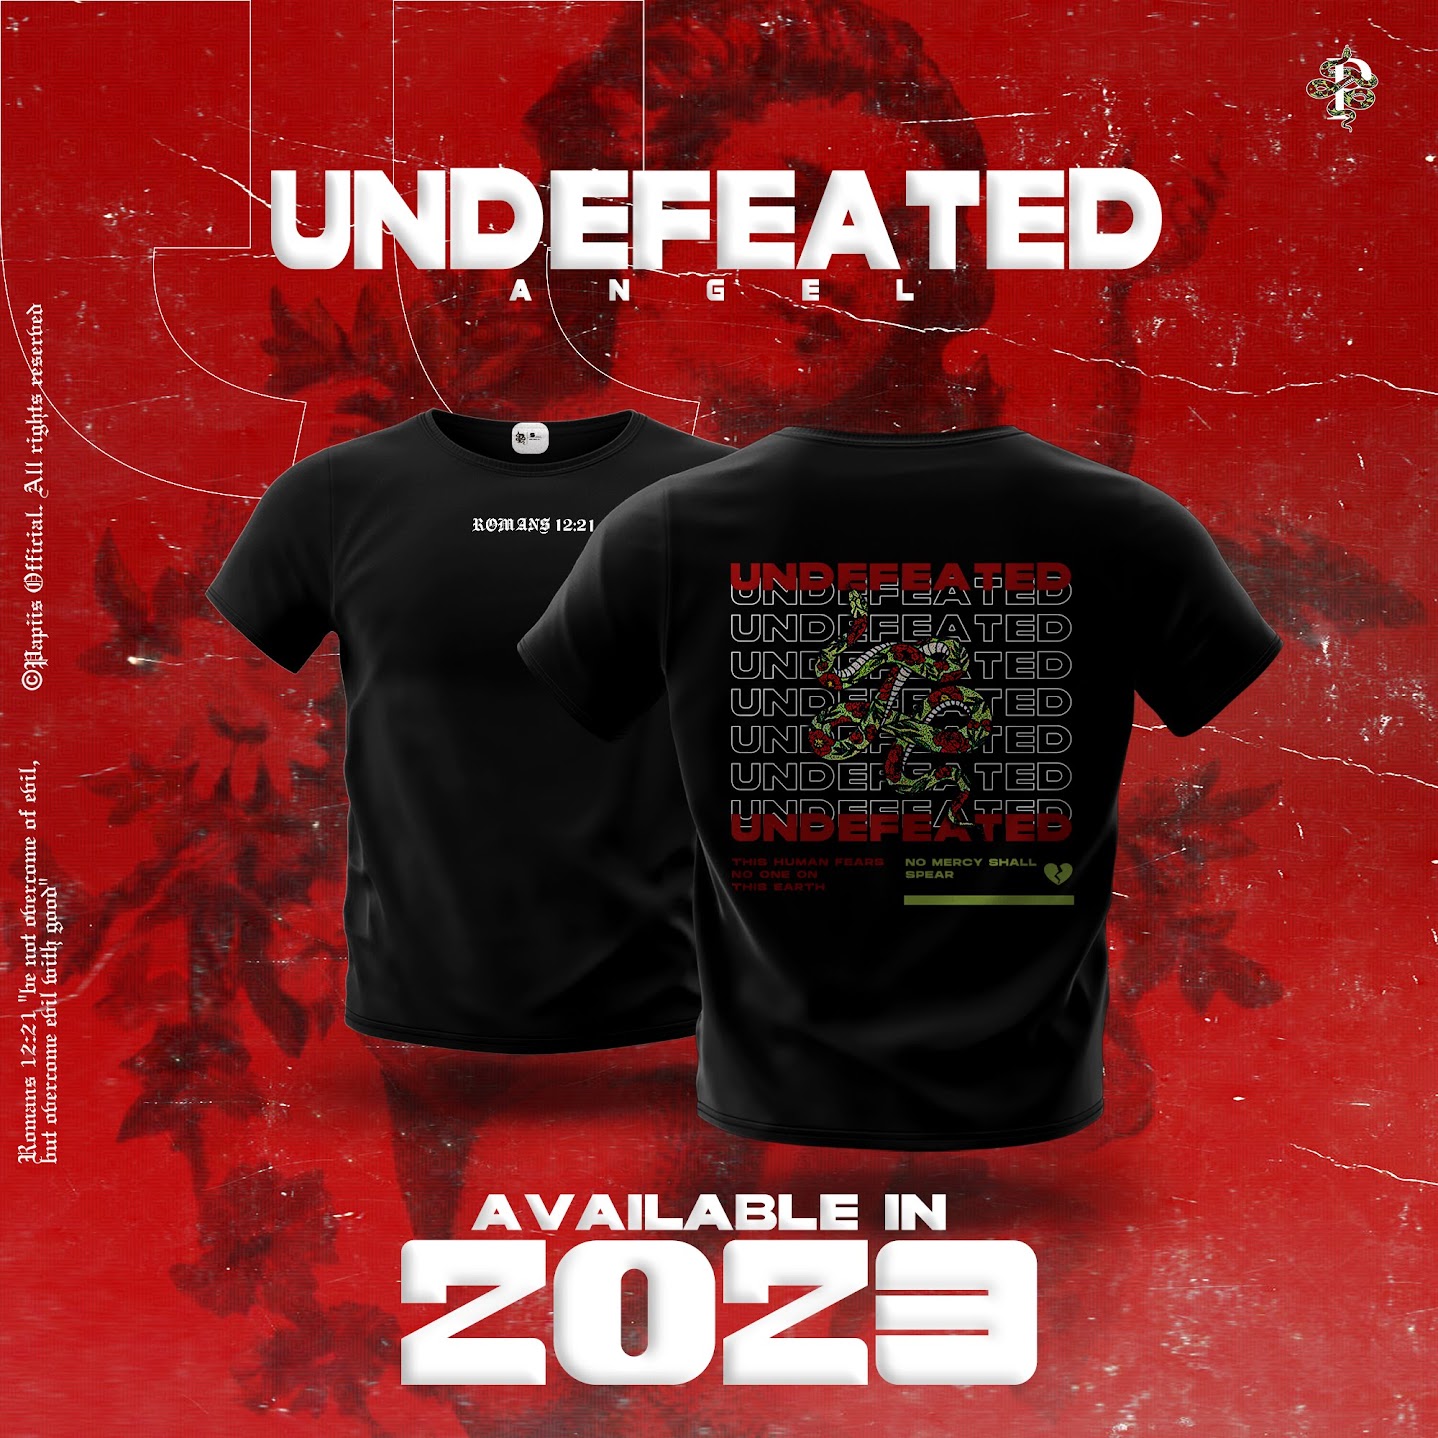 P
UNDEFEATED
ANGEL
©Papiis Official. All rights reserved
Romans 12:21 "be not overcome of evil,
but overcome evil with good"
ROMANS 12:21
UNDEFEATED
UNDEFEATED
UNDEFEATED
UNDEFEATED
UNDEFEATED
UNDEFEATED
UNDEFEATED
UNDEFEATED
UNDEFEATED
THIS HUMAN FEARS
NO ONE ON
THIS EARTH
NO MERCY SHALL
SPEAR
AVAILABLE IN
2023